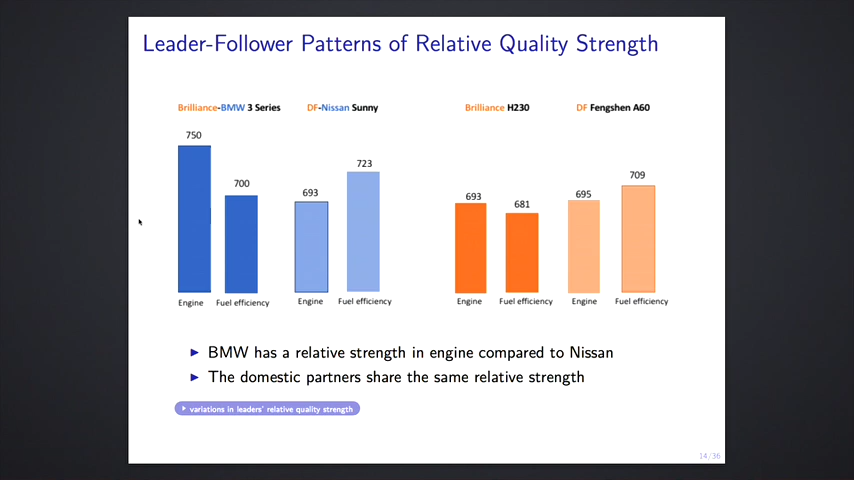 Leader-Follower Patterns of Relative Quality Strength
Brilliance-BMW 3 Series
DF-Nissan Sunny
Brilliance H230
DF Fengshen A60
750
700
693
723
693
681
695
709
Engine
Fuel efficiency
Engine
Fuel efficiency
Engine
Fuel efficiency
Engine
Fuel efficiency
BMW has a relative strength in engine compared to Nissan
The domestic partners share the same relative strength
variations in leaders' relative quality strength
14/36